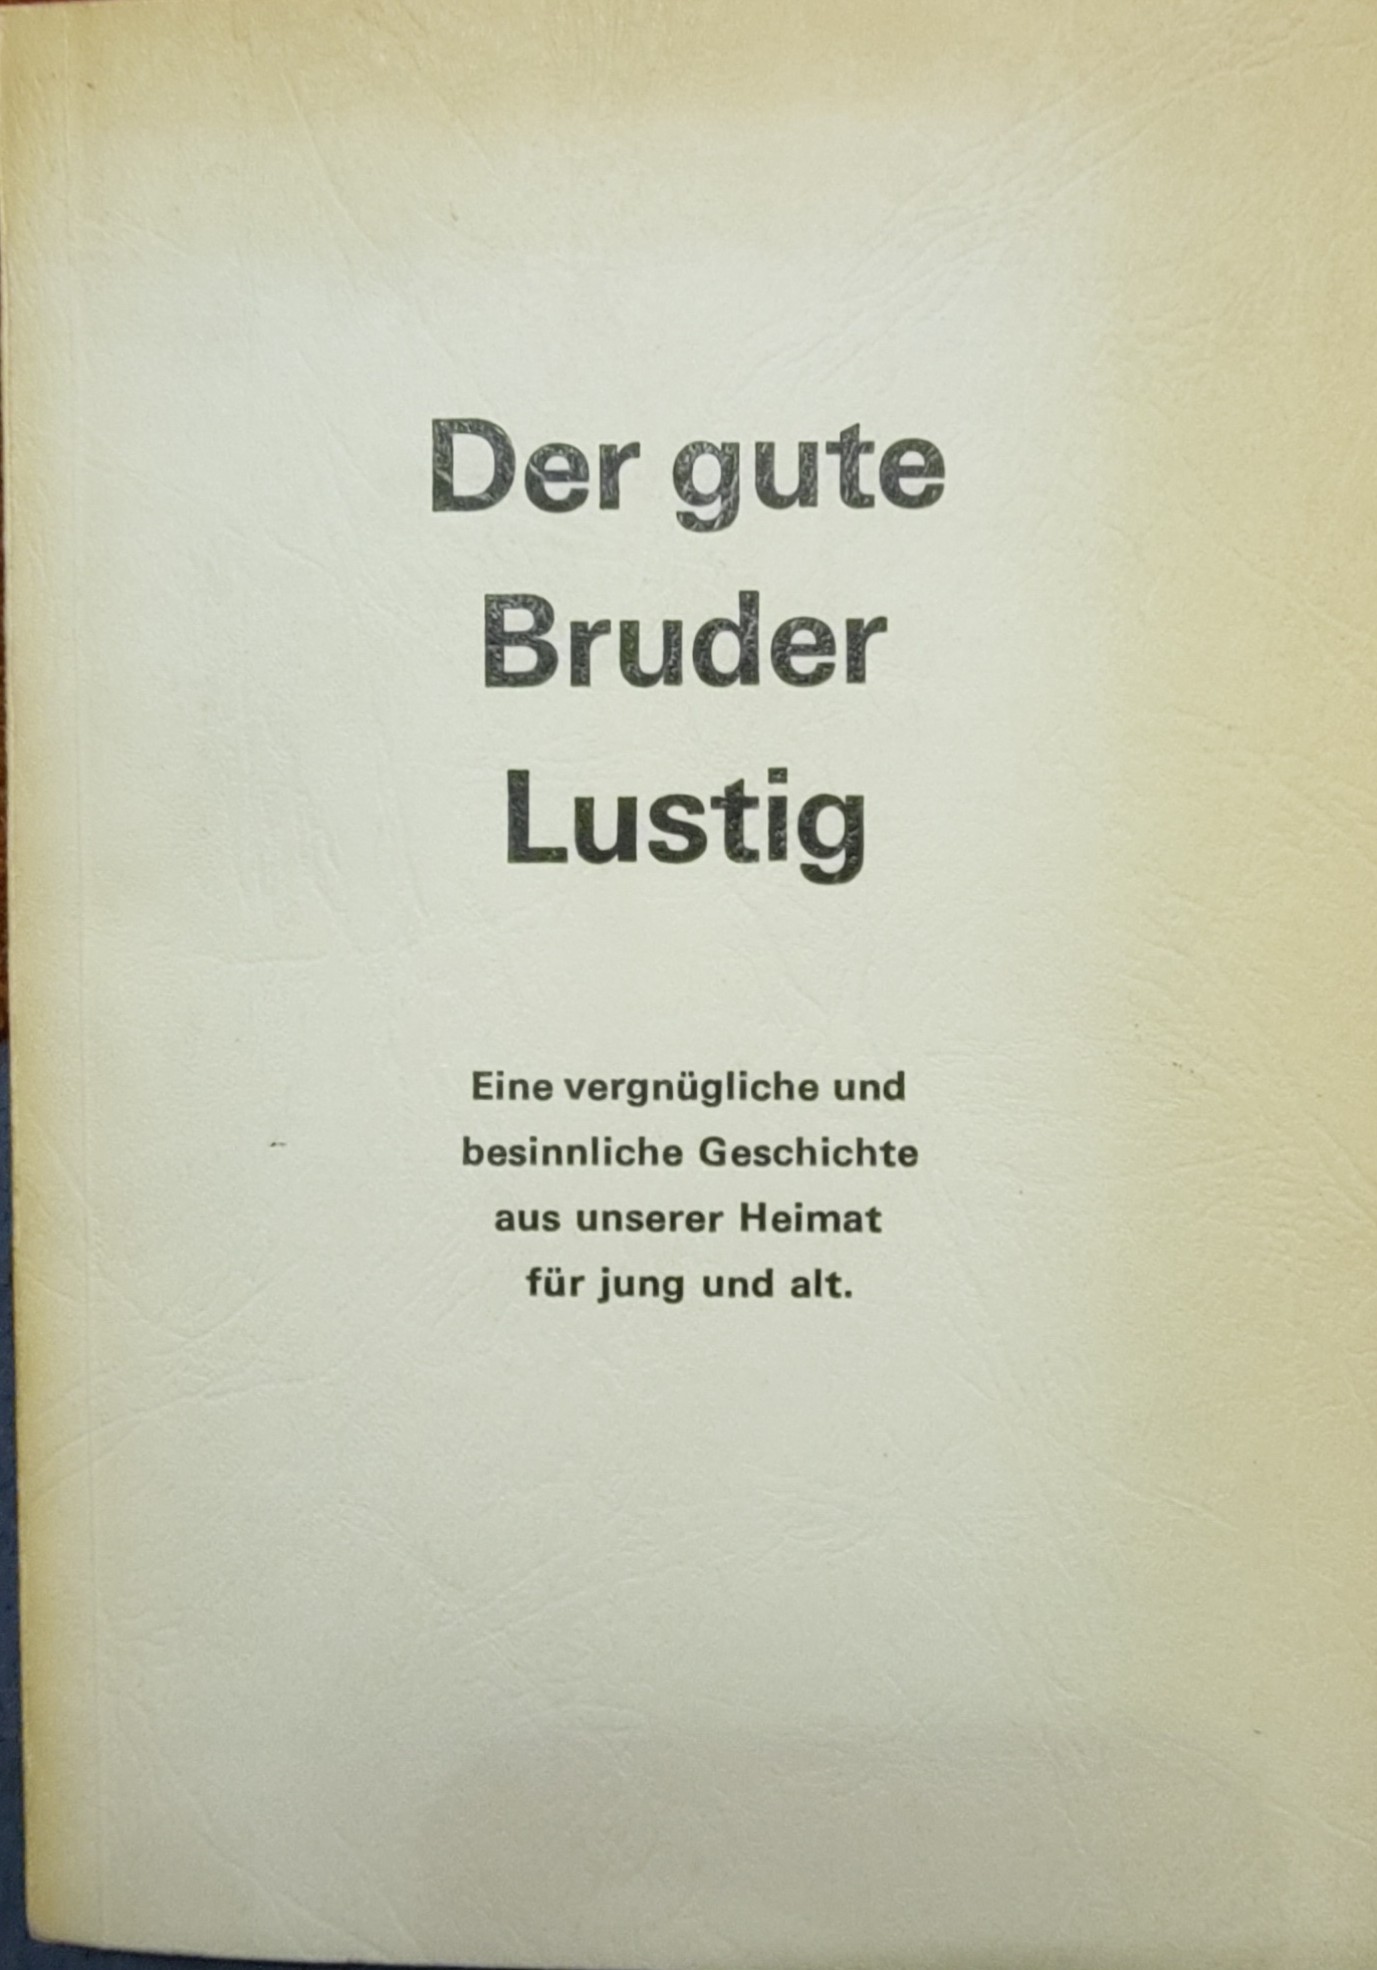 Der gute
Bruder
Lustig
Eine vergnügliche und
besinnliche Geschichte
aus unserer Heimat
für jung und alt.